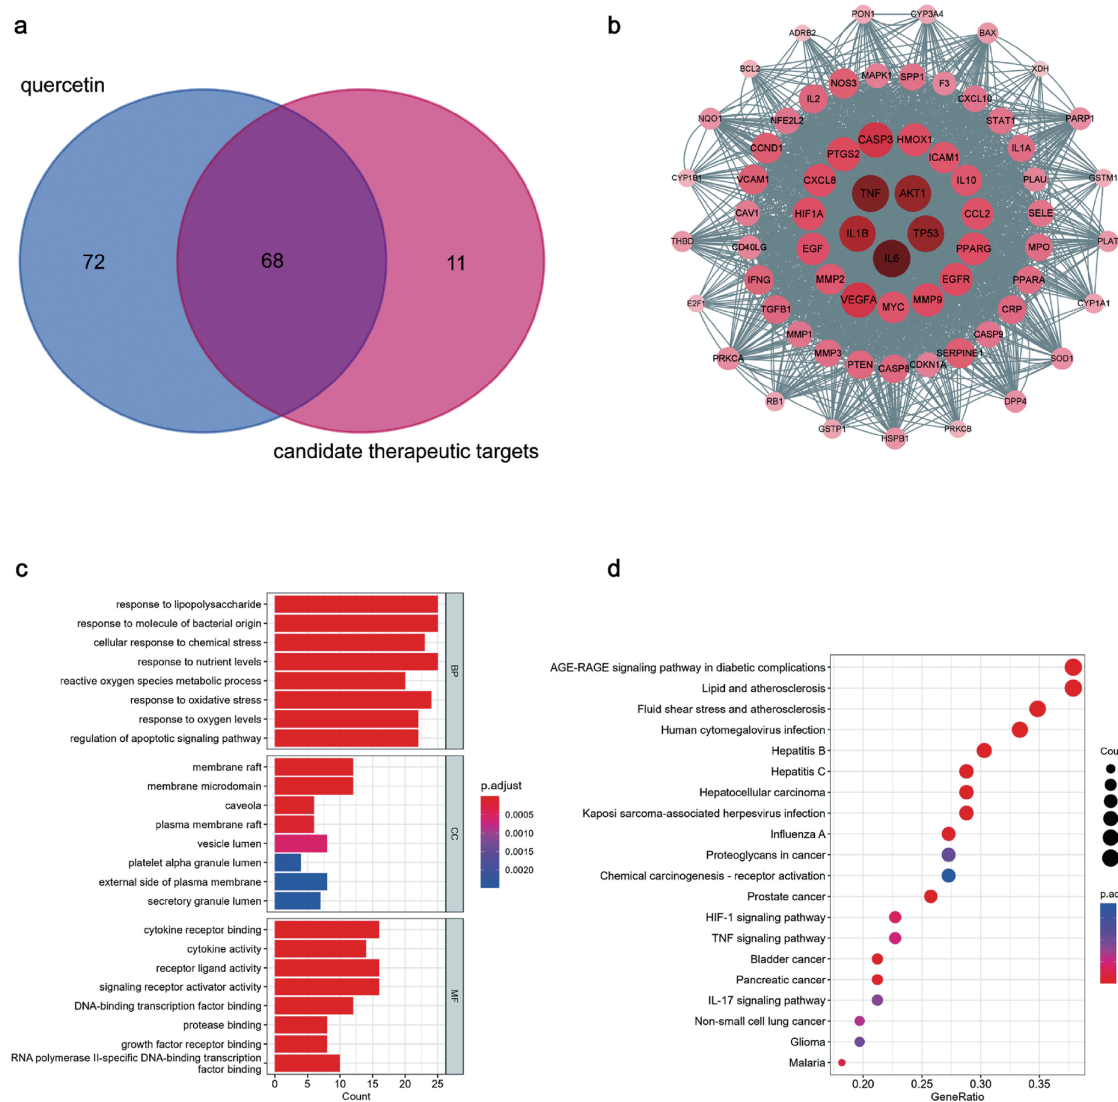 a
quercetin
72
68
11
candidate therapeutic targets
b
PON1
CYP3A4
ADRB2
BAX
BCL2
XDH
NOS3
MAPK1
SPP1
F3
IL2
CXCL10
NQO1
NFE2L2
STAT1
PARP1
CCND1
CASP3
HMOX1
IL1A
PTGS2
ICAM1
CYP1B1
VCAM1
CXCL8
IL10
PLAU
GSTM1
TNF
AKT1
CAV1
HIF1A
CCL2
SELE
IL1B
TP53
THBD
CD40LG
EGF
PPARG
MPO
PLAT
IL6
IFNG
MMP2
EGFR
PPARA
E2F1
TGFB1
VEGFA
MYC
MMP9
CRP
CYP1A1
MMP1
CASP9
PRKCA
MMP3
PTEN
CASP8
CDKN1A
SERPINE1
SOD1
RB1
DPP4
GSTP1
HSPB1
PRKCB
c
response to lipopolysaccharide
response to molecule of bacterial origin
cellular response to chemical stress
response to nutrient levels
reactive oxygen species metabolic process
response to oxidative stress
response to oxygen levels
regulation of apoptotic signaling pathway
BP
membrane raft
membrane microdomain
caveola
plasma membrane raft
vesicle lumen
platelet alpha granule lumen
external side of plasma membrane
secretory granule lumen
CC
cytokine receptor binding
cytokine activity
receptor ligand activity
signaling receptor activator activity
DNA-binding transcription factor binding
protease binding
growth factor receptor binding
RNA polymerase II-specific DNA-binding transcription
factor binding
MF
0 5 10 15 20 25
Count
p.adjust
0.0005
0.0010
0.0015
0.0020
d
AGE-RAGE signaling pathway in diabetic complications
Lipid and atherosclerosis
Fluid shear stress and atherosclerosis
Human cytomegalovirus infection
Hepatitis B
Hepatitis C
Hepatocellular carcinoma
Kaposi sarcoma-associated herpesvirus infection
Influenza A
Proteoglycans in cancer
Chemical carcinogenesis - receptor activation
Prostate cancer
HIF-1 signaling pathway
TNF signaling pathway
Bladder cancer
Pancreatic cancer
IL-17 signaling pathway
Non-small cell lung cancer
Glioma
Malaria
0.20 0.25 0.30 0.35
GeneRatio
Cou
p.ad